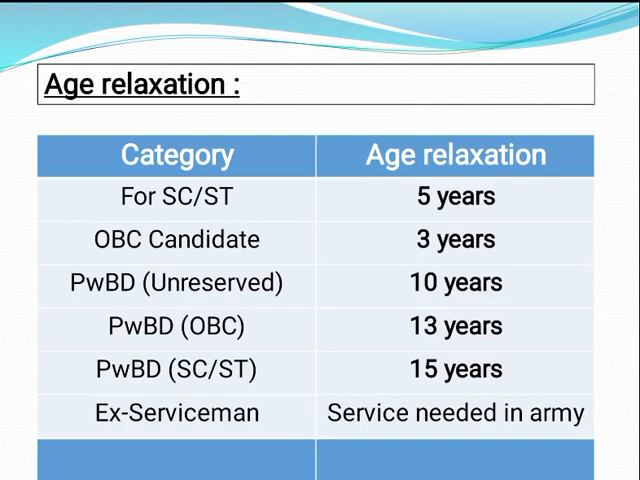 Age relaxation :
Category Age relaxation
For SC/ST 5 years
OBC Candidate 3 years
PwBD (Unreserved) 10 years
PwBD (OBC) 13 years
PwBD (SC/ST) 15 years
Ex-Serviceman Service needed in army